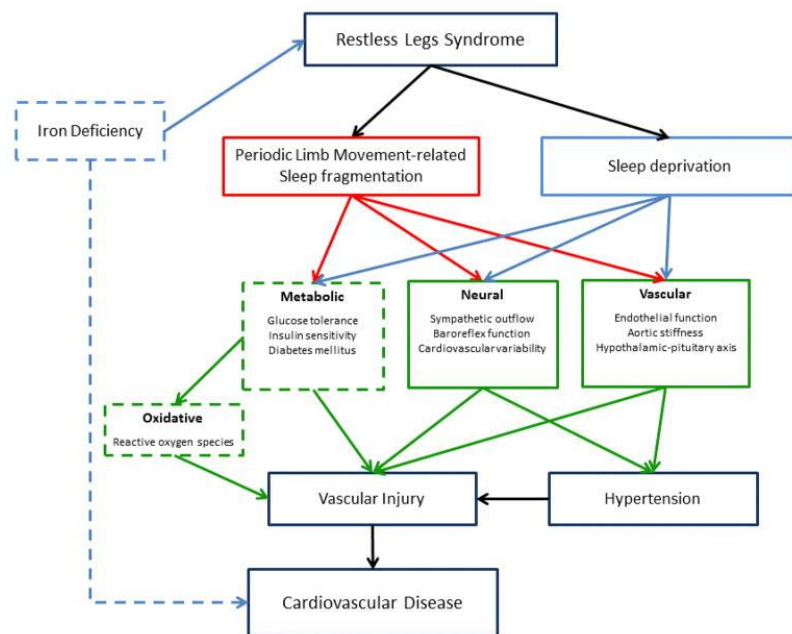 Restless Legs Syndrome
Iron Deficiency
Periodic Limb Movement-related
Sleep fragmentation
Sleep deprivation
Metabolic
Glucose tolerance
Insulin sensitivity
Diabetes mellitus
Neural
Sympathetic outflow
Baroreflex function
Cardiovascular variability
Vascular
Endothelial function
Aortic stiffness
Hypothalamic-pituitary axis
Oxidative
Reactive oxygen species
Vascular Injury
Hypertension
Cardiovascular Disease